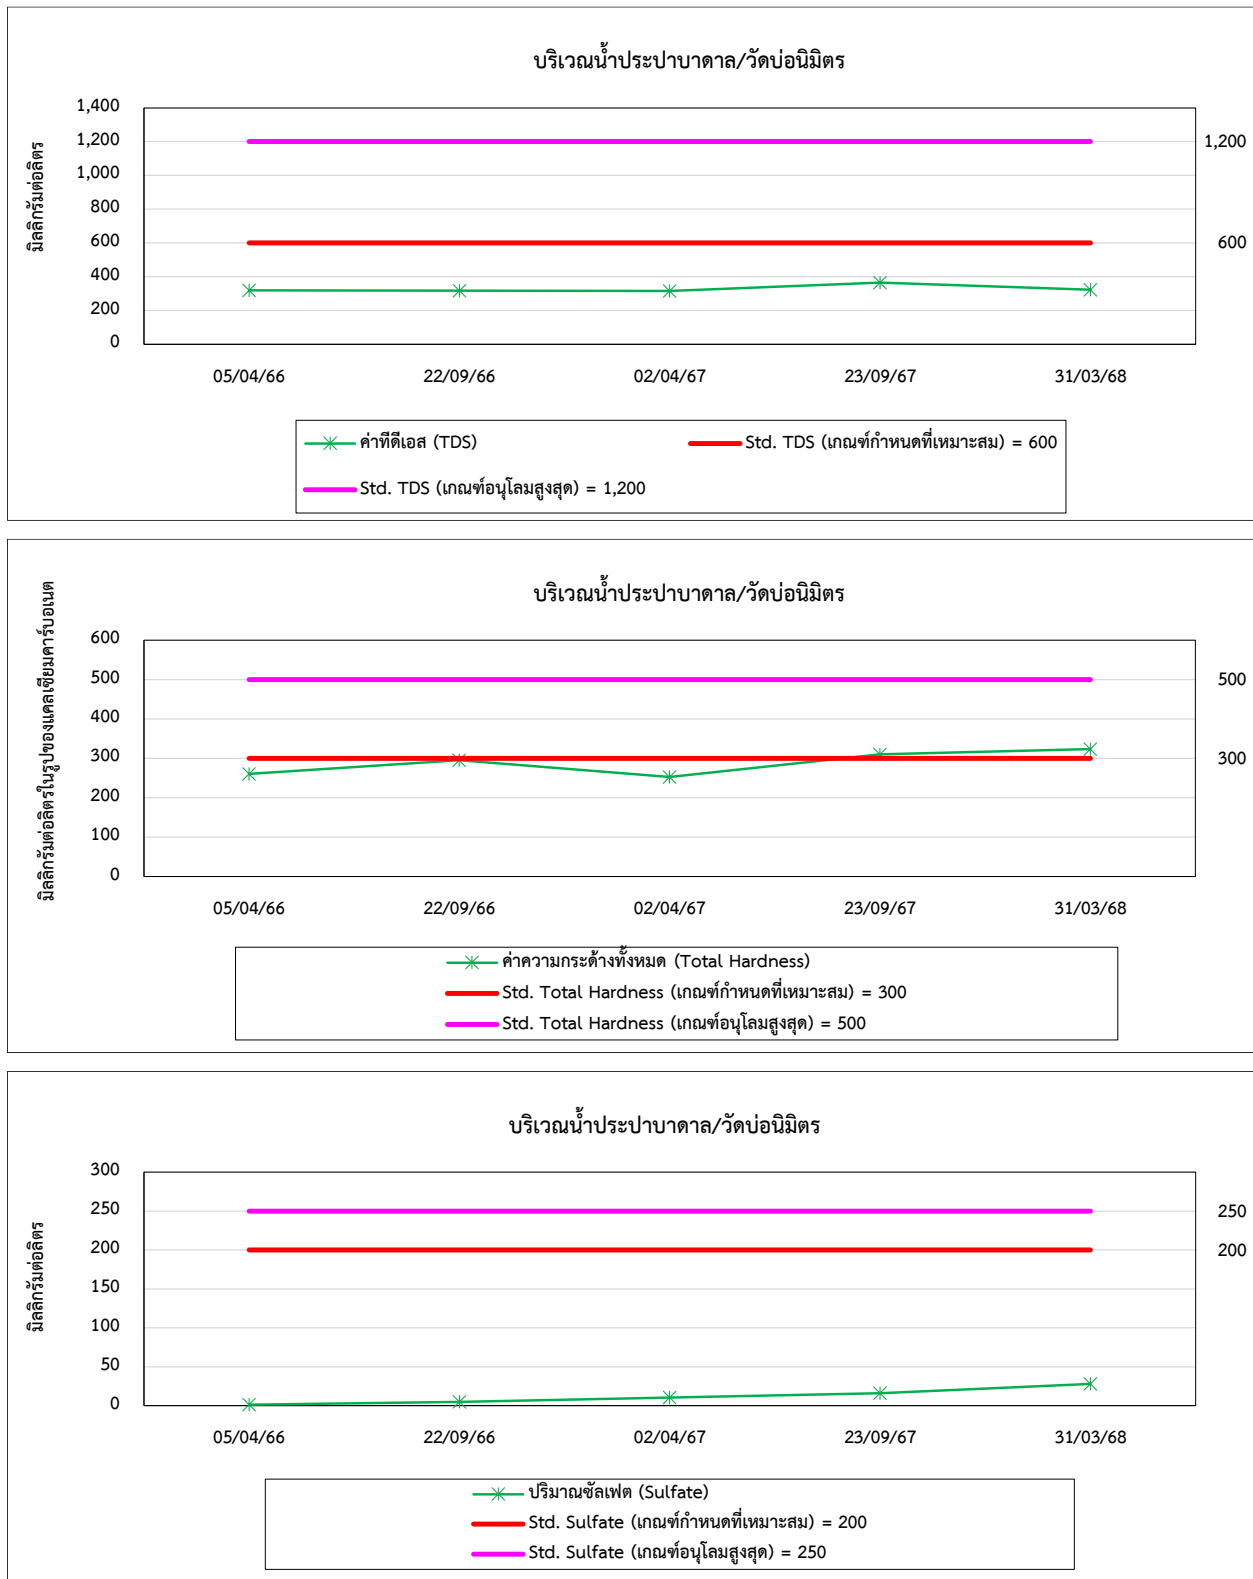 บริเวณน้ำประปาบาดาล/วัดบ่อนิมิตร
มิลลิกรัมต่อลิตร
1,400
1,200
1,000
800
600
400
200
0
1,200
600
05/04/66 22/09/66 02/04/67 23/09/67 31/03/68
ค่าทีดีเอส (TDS) Std. TDS (เกณฑ์กำหนดที่เหมาะสม) = 600
Std. TDS (เกณฑ์อนุโลมสูงสุด) = 1,200
บริเวณน้ำประปาบาดาล/วัดบ่อนิมิตร
มิลลิกรัมต่อลิตรในรูปของแคลเซียมคาร์บอเนต
600
500
400
300
200
100
0
500
300
05/04/66 22/09/66 02/04/67 23/09/67 31/03/68
ค่าความกระด้างทั้งหมด (Total Hardness)
Std. Total Hardness (เกณฑ์กำหนดที่เหมาะสม) = 300
Std. Total Hardness (เกณฑ์อนุโลมสูงสุด) = 500
บริเวณน้ำประปาบาดาล/วัดบ่อนิมิตร
มิลลิกรัมต่อลิตร
300
250
200
150
100
50
0
250
200
05/04/66 22/09/66 02/04/67 23/09/67 31/03/68
ปริมาณซัลเฟต (Sulfate)
Std. Sulfate (เกณฑ์กำหนดที่เหมาะสม) = 200
Std. Sulfate (เกณฑ์อนุโลมสูงสุด) = 250